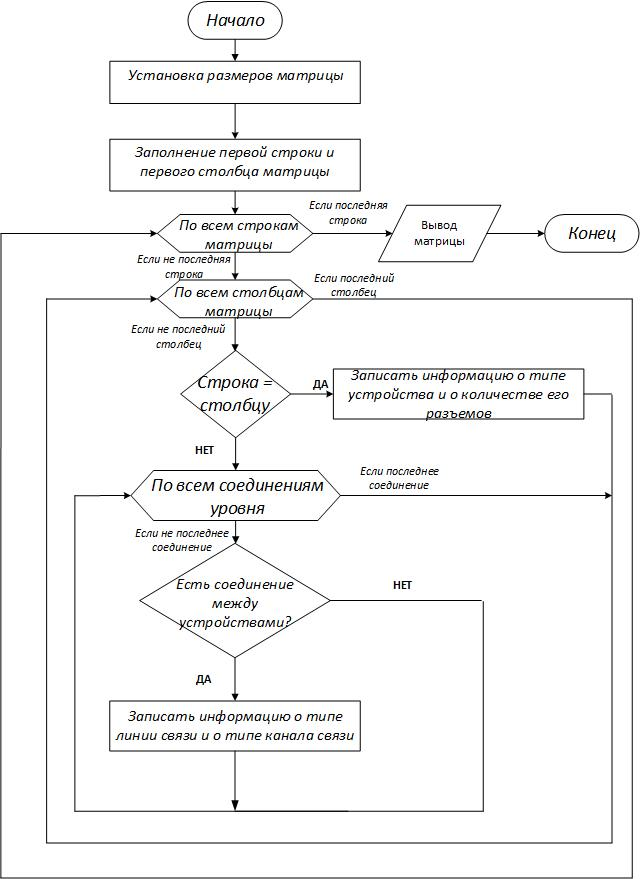 Начало
Установка размеров матрицы
Заполнение первой строки и
первого столбца матрицы
По всем строкам
матрицы
Если последняя
строка
Вывод
матрицы
Конец
Если не последняя
строка
По всем столбцам
матрицы
Если последний
столбец
Если не последний
столбец
Строка =
столбцу
ДА
Записать информацию о типе
устройства и о количестве его
разъемов
НЕТ
По всем соединениям
уровня
Если последнее
соединение
Если не последнее
соединение
Есть соединение
между
устройствами?
НЕТ
ДА
Записать информацию о типе
линии связи и о типе канала связи